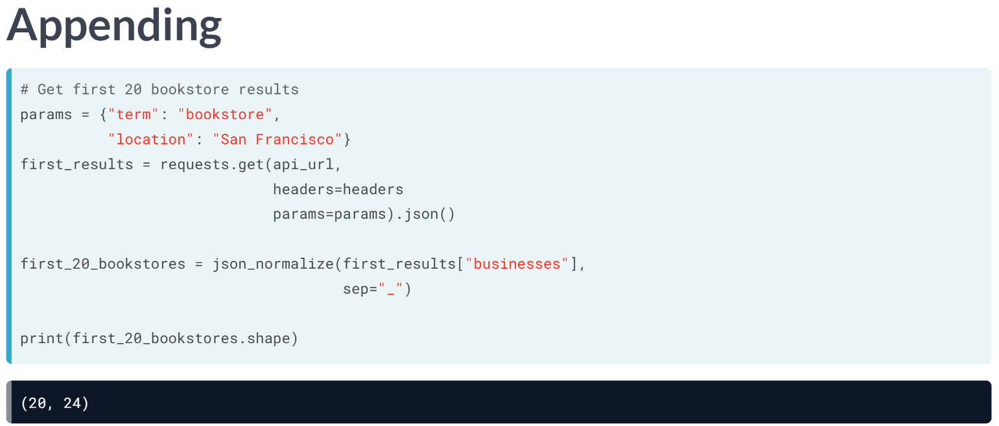 Appending
# Get first 20 bookstore results
params = {"term": "bookstore",
          "location": "San Francisco"}
first_results = requests.get(api_url,
                             headers=headers
                             params=params).json()
first_20_bookstores = json_normalize(first_results["businesses"],
                                     sep="_")
print(first_20_bookstores.shape)
(20, 24)